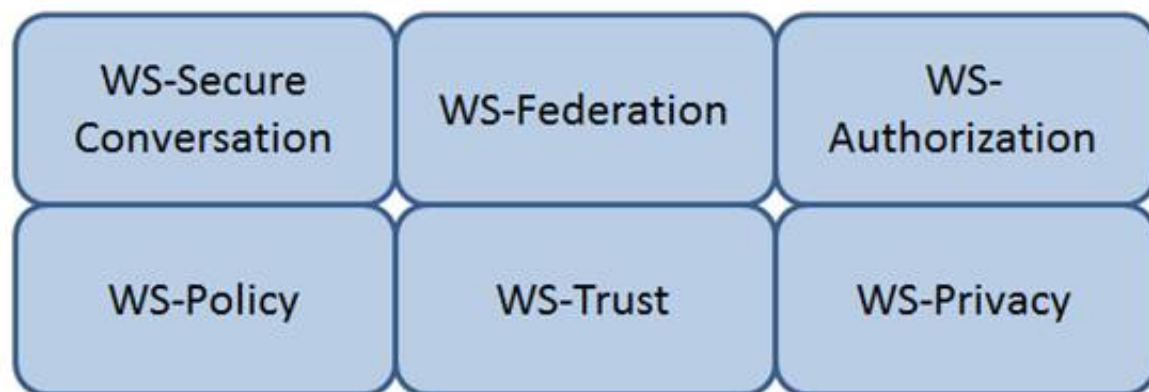 WS-Secure
Conversation
WS-Federation
WS-
Authorization
WS-Policy
WS-Trust
WS-Privacy